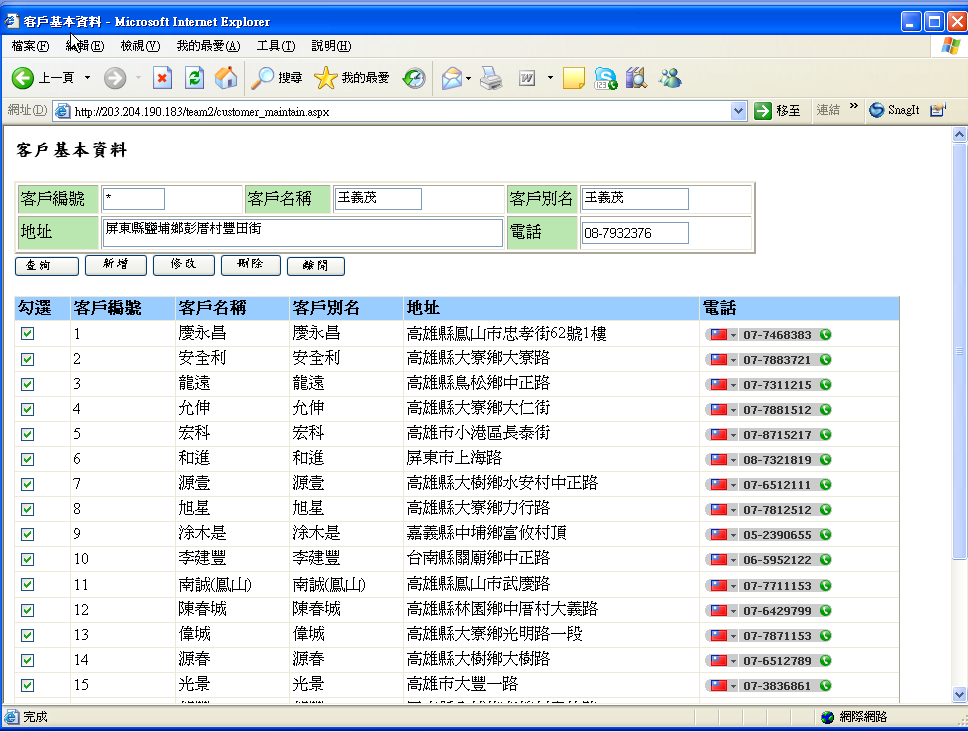 客戶基本資料 - Microsoft Internet Explorer
檔案(F) 編輯(E) 檢視(V) 我的最愛(A) 工具(T) 說明(H)
上一頁 搜尋 我的最愛
網址(D) http://203.204.190.183/team2/customer_maintain.aspx 移至 連結 » SnagIt
客戶基本資料
客戶編號 * 客戶名稱 王義茂 客戶別名 王義茂
地址 屏東縣鹽埔鄉彭厝村豐田街 電話 08-7932376
查詢 新增 修改 刪除 離開
勾選 客戶編號 客戶名稱 客戶別名 地址 電話
1 慶永昌 慶永昌 高雄縣鳳山市忠孝街62號1樓 07-7468383
2 安全利 安全利 高雄縣大寮鄉大寮路 07-7883721
3 龍遠 龍遠 高雄縣鳥松鄉中正路 07-7311215
4 允伸 允伸 高雄縣大寮鄉大仁街 07-7881512
5 宏科 宏科 高雄市小港區長泰街 07-8715217
6 和進 和進 屏東市上海路 08-7321819
7 源壹 源壹 高雄縣大樹鄉水安村中正路 07-6512111
8 旭星 旭星 高雄縣大寮鄉力行路 07-7812512
9 涂木是 涂木是 嘉義縣中埔鄉富攸村頂 05-2390655
10 李建豐 李建豐 台南縣關廟鄉中正路 06-5952122
11 南誠(鳳山) 南誠(鳳山) 高雄縣鳳山市武慶路 07-7711153
12 陳春城 陳春城 高雄縣林園鄉中厝村大義路 07-6429799
13 偉城 偉城 高雄縣大寮鄉光明路一段 07-7871153
14 源春 源春 高雄縣大樹鄉大樹路 07-6512789
15 光景 光景 高雄市大豐一路 07-3836861
完成 網際網路